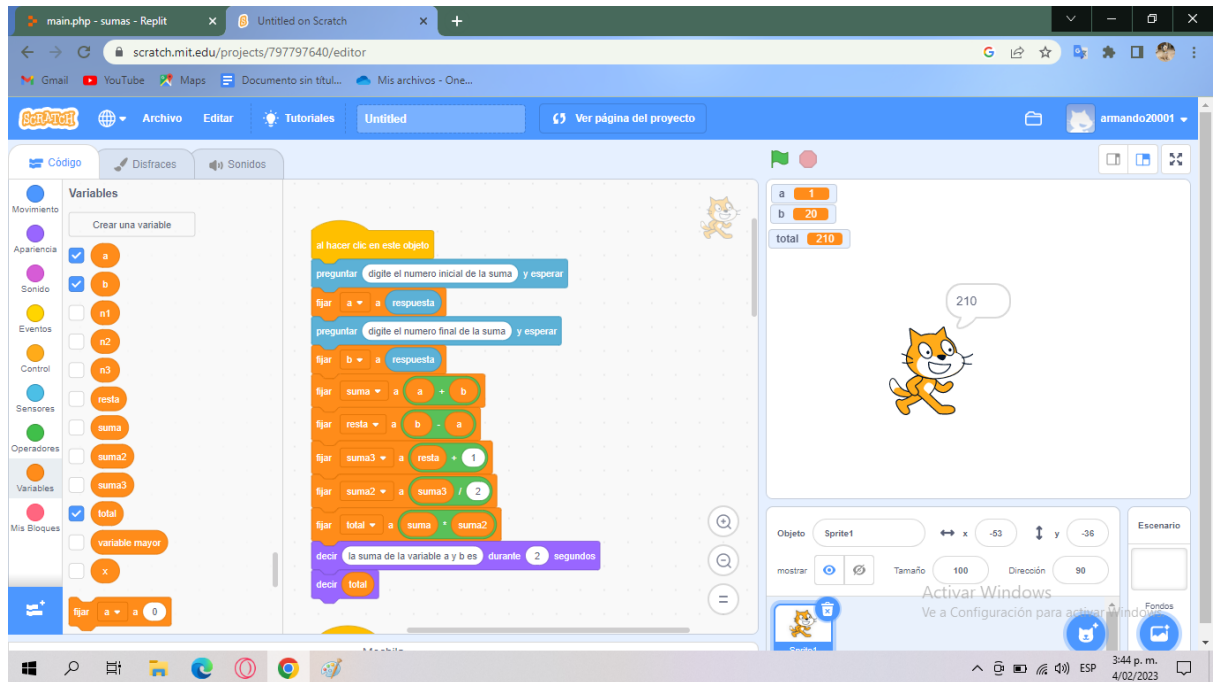 main.php - sumas - Replit
Untitled on Scratch
scratch.mit.edu/projects/797797640/editor
Gmail YouTube Maps Documento sin títul... Mis archivos - One...
SCRATCH Archivo Editar Tutoriales Untitled Ver página del proyecto armando20001
Código Disfraces Sonidos
Movimiento
Apariencia
Sonido
Eventos
Control
Sensores
Operadores
Variables
Mis Bloques
Variables
Crear una variable
a
b
n1
n2
n3
resta
suma
suma2
suma3
total
variable mayor
x
fijar a a 0
al hacer clic en este objeto
preguntar digite el numero inicial de la suma y esperar
fijar a a respuesta
preguntar digite el numero final de la suma y esperar
fijar b a respuesta
fijar suma a a + b
fijar resta a b - a
fijar suma3 a resta + 1
fijar suma2 a suma3 / 2
fijar total a suma * suma2
decir la suma de la variable a y b es durante 2 segundos
decir total
a 1
b 20
total 210
210
Objeto Sprite1 x -53 y -36
mostrar Tamaño 100 Dirección 90
Sprite1
Escenario
Fondos
Activar Windows
Ve a Configuración para activar Windows.
Mochila
ESP
3:44 p. m.
4/02/2023